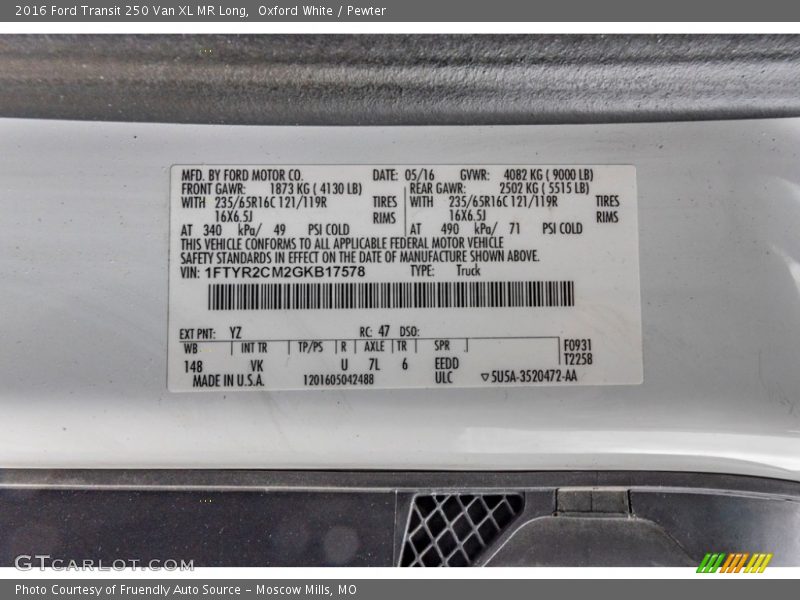 2016 Ford Transit 250 Van XL MR Long,  Oxford White / Pewter
MFD. BY FORD MOTOR CO. DATE: 05/16 GVWR: 4082 KG ( 9000 LB)
FRONT GAWR: 1873 KG ( 4130 LB) REAR GAWR: 2502 KG ( 5515 LB)
WITH 235/65R16C 121/119R TIRES WITH 235/65R16C 121/119R TIRES
16X6.5J RIMS 16X6.5J RIMS
AT 340 kPa/ 49 PSI COLD AT 490 kPa/ 71 PSI COLD
THIS VEHICLE CONFORMS TO ALL APPLICABLE FEDERAL MOTOR VEHICLE
SAFETY STANDARDS IN EFFECT ON THE DATE OF MANUFACTURE SHOWN ABOVE.
VIN: 1FTYR2CM2GKB17578 TYPE: Truck
EXT PNT: YZ RC: 47 DSO:
WB INT TR TP/PS R AXLE TR SPR F0931
T2258
148 VK U 7L 6 EEDD
MADE IN U.S.A. 1201605042488 ULC ▽5U5A-3520472-AA
GTCARLOT.COM
Photo Courtesy of Fruendly Auto Source – Moscow Mills, MO